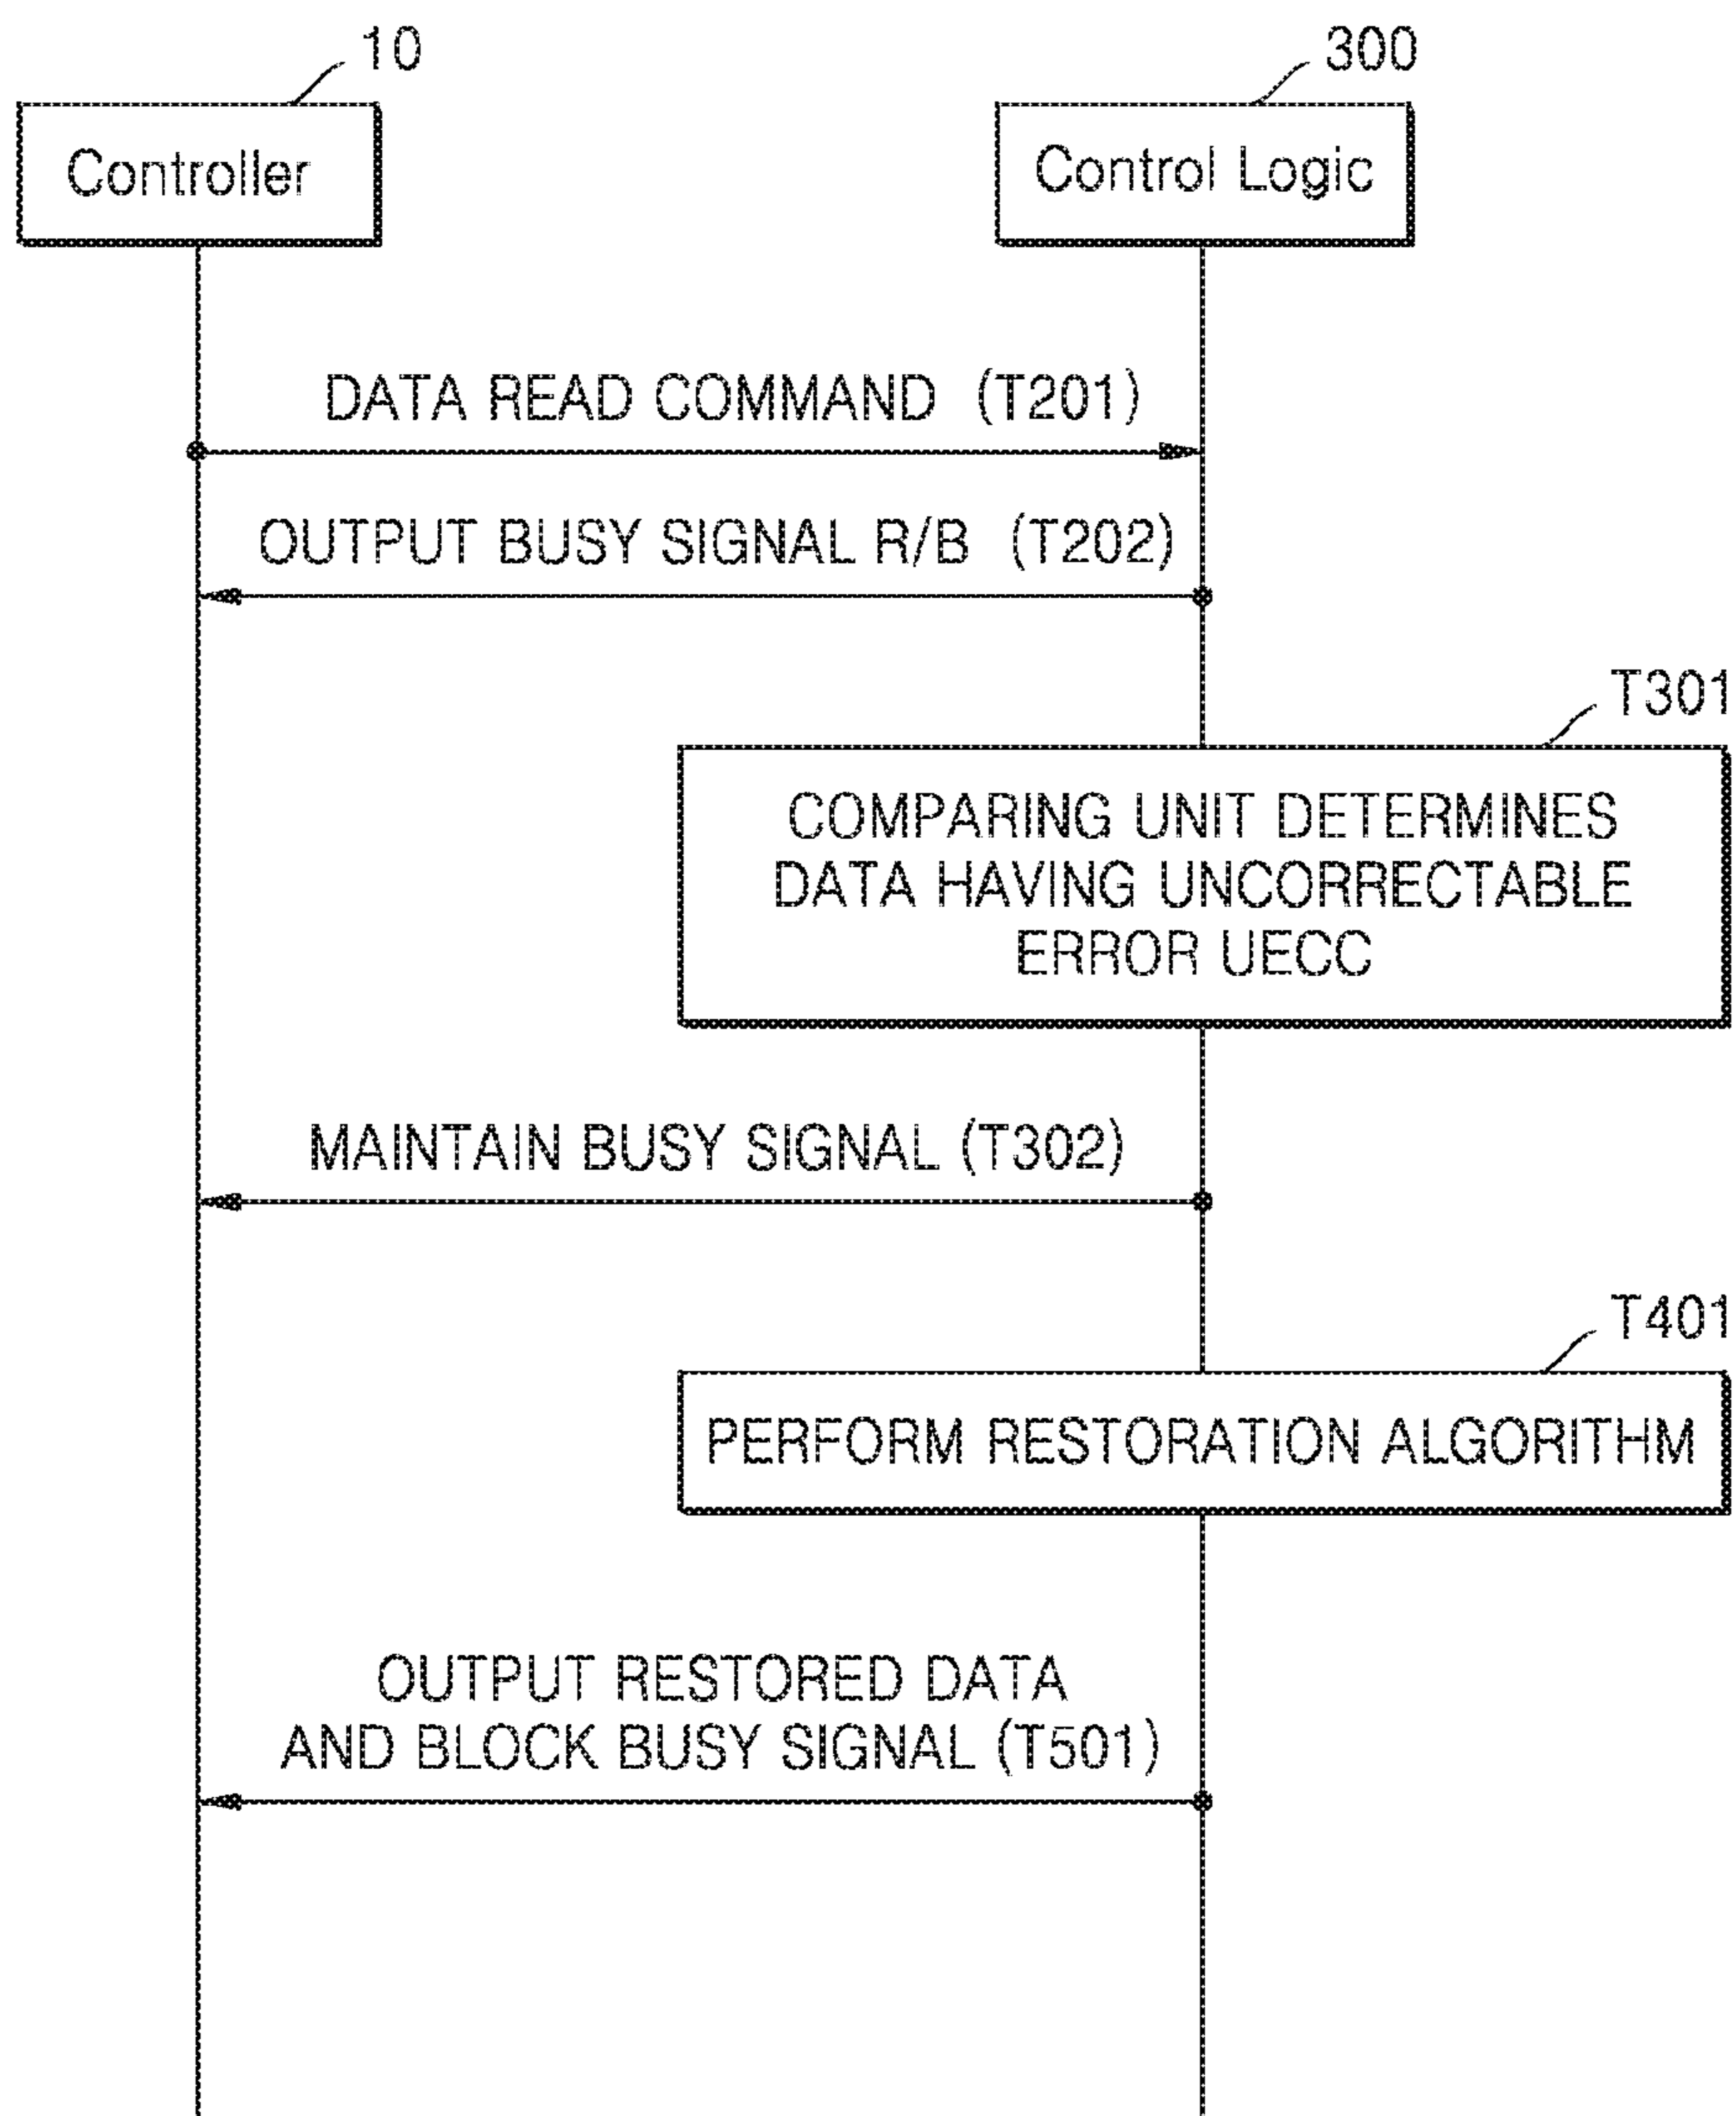 10
300
Controller
Control Logic
DATA READ COMMAND (T201)
OUTPUT BUSY SIGNAL R/B (T202)
T301
COMPARING UNIT DETERMINES
DATA HAVING UNCORRECTABLE
ERROR UECC
MAINTAIN BUSY SIGNAL (T302)
T401
PERFORM RESTORATION ALGORITHM
OUTPUT RESTORED DATA
AND BLOCK BUSY SIGNAL (T501)